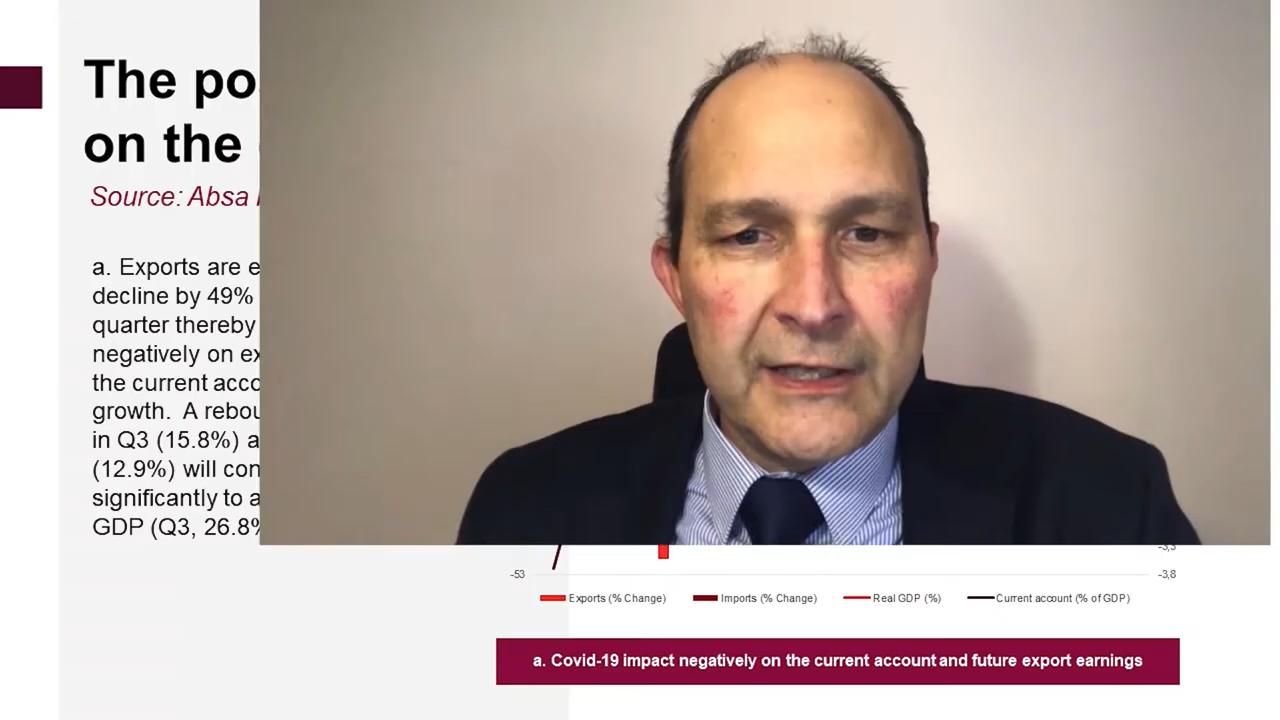 The po
on the
Source: Absa
a. Exports are e
decline by 49%
quarter thereby
negatively on ex
the current acco
growth. A rebou
in Q3 (15.8%) a
(12.9%) will con
significantly to a
GDP (Q3, 26.8%
-3,3
-53
-3,8
Exports (% Change) Imports (% Change) Real GDP (%) Current account (% of GDP)
a. Covid-19 impact negatively on the current account and future export earnings